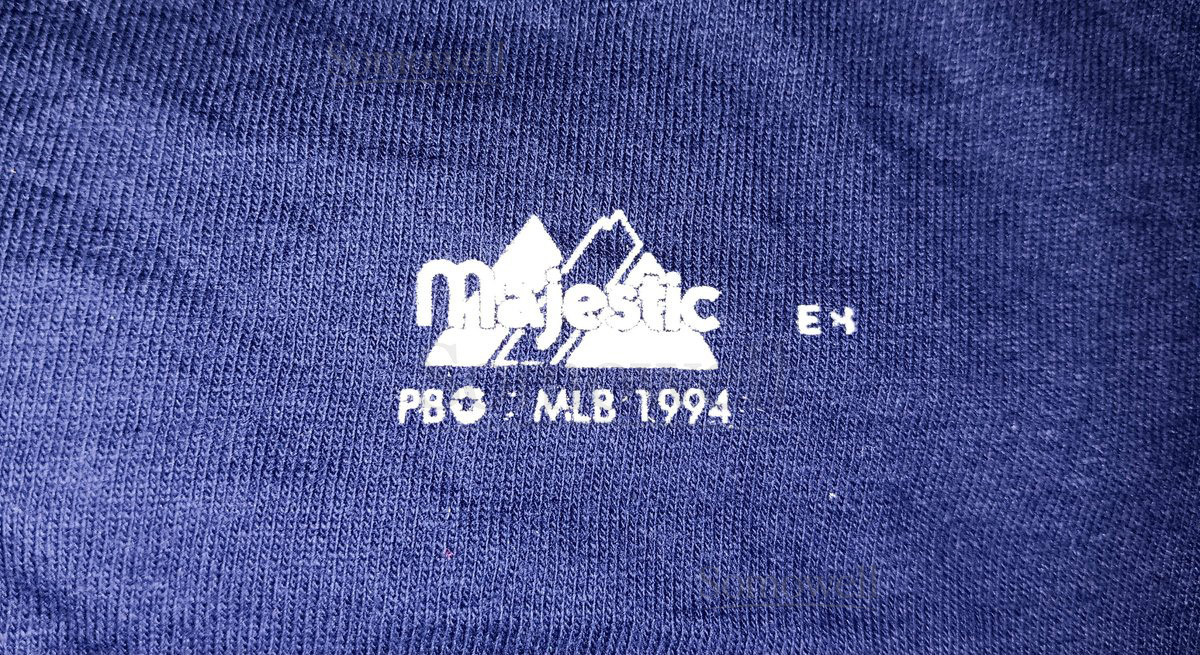 Majestic
EX
PBG MLB 1994